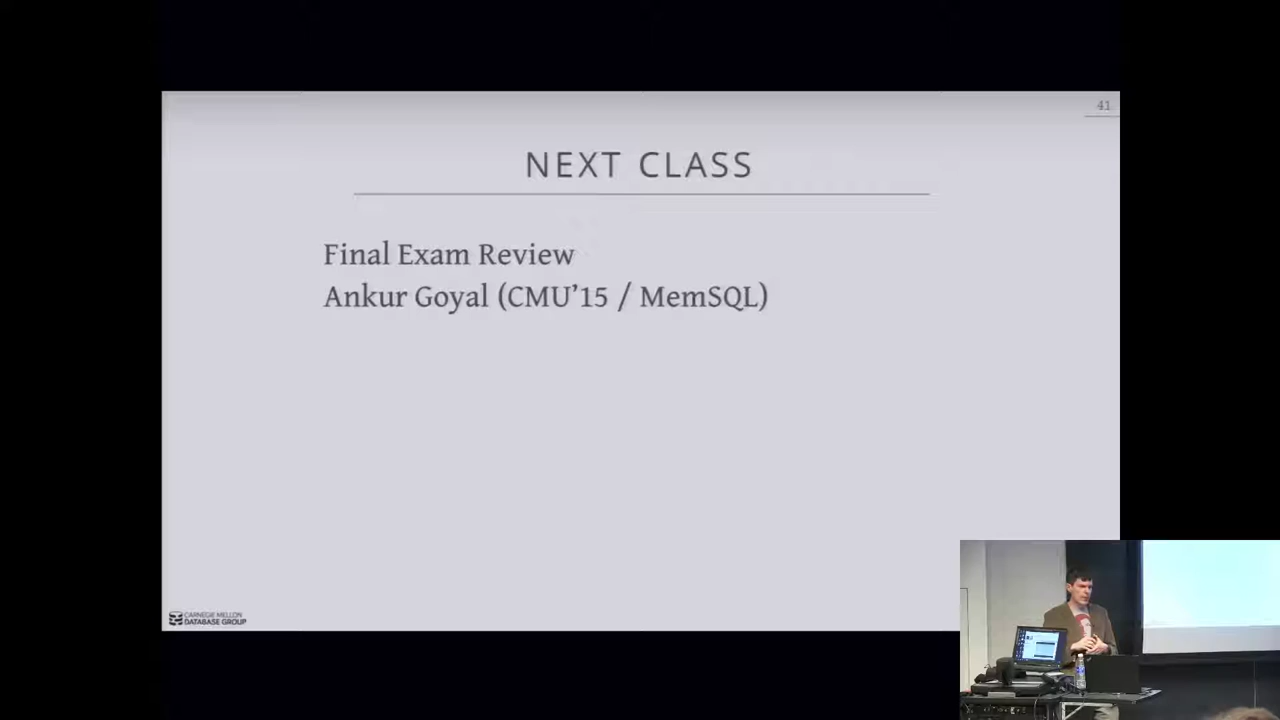 41
NEXT CLASS
Final Exam Review
Ankur Goyal (CMU'15 / MemSQL)
CARNEGIE MELLON
DATABASE GROUP